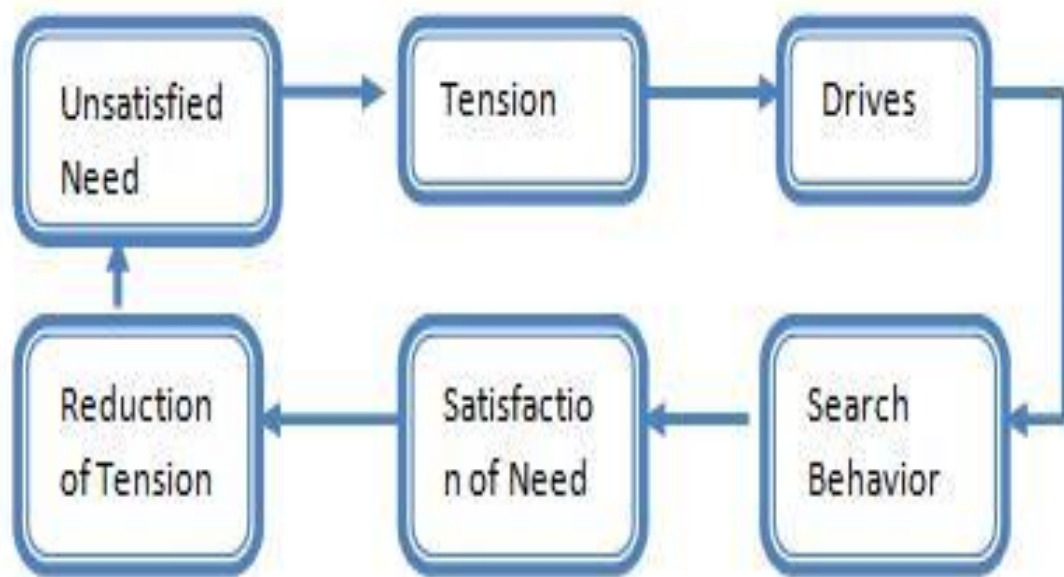 Unsatisfied
Need
Tension
Drives
Search
Behavior
Satisfactio
n of Need
Reduction
of Tension